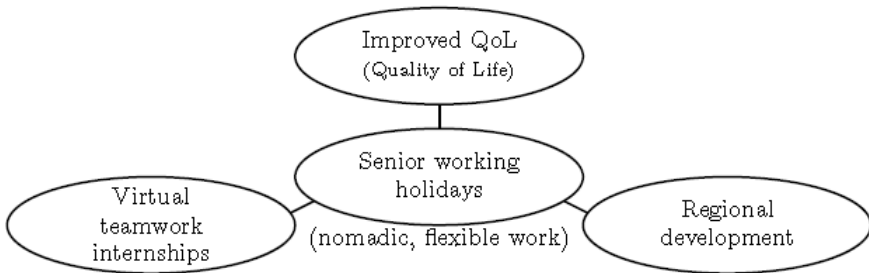 Improved QoL
(Quality of Life)
Senior working
holidays
(nomadic, flexible work)
Virtual
teamwork
internships
Regional
development